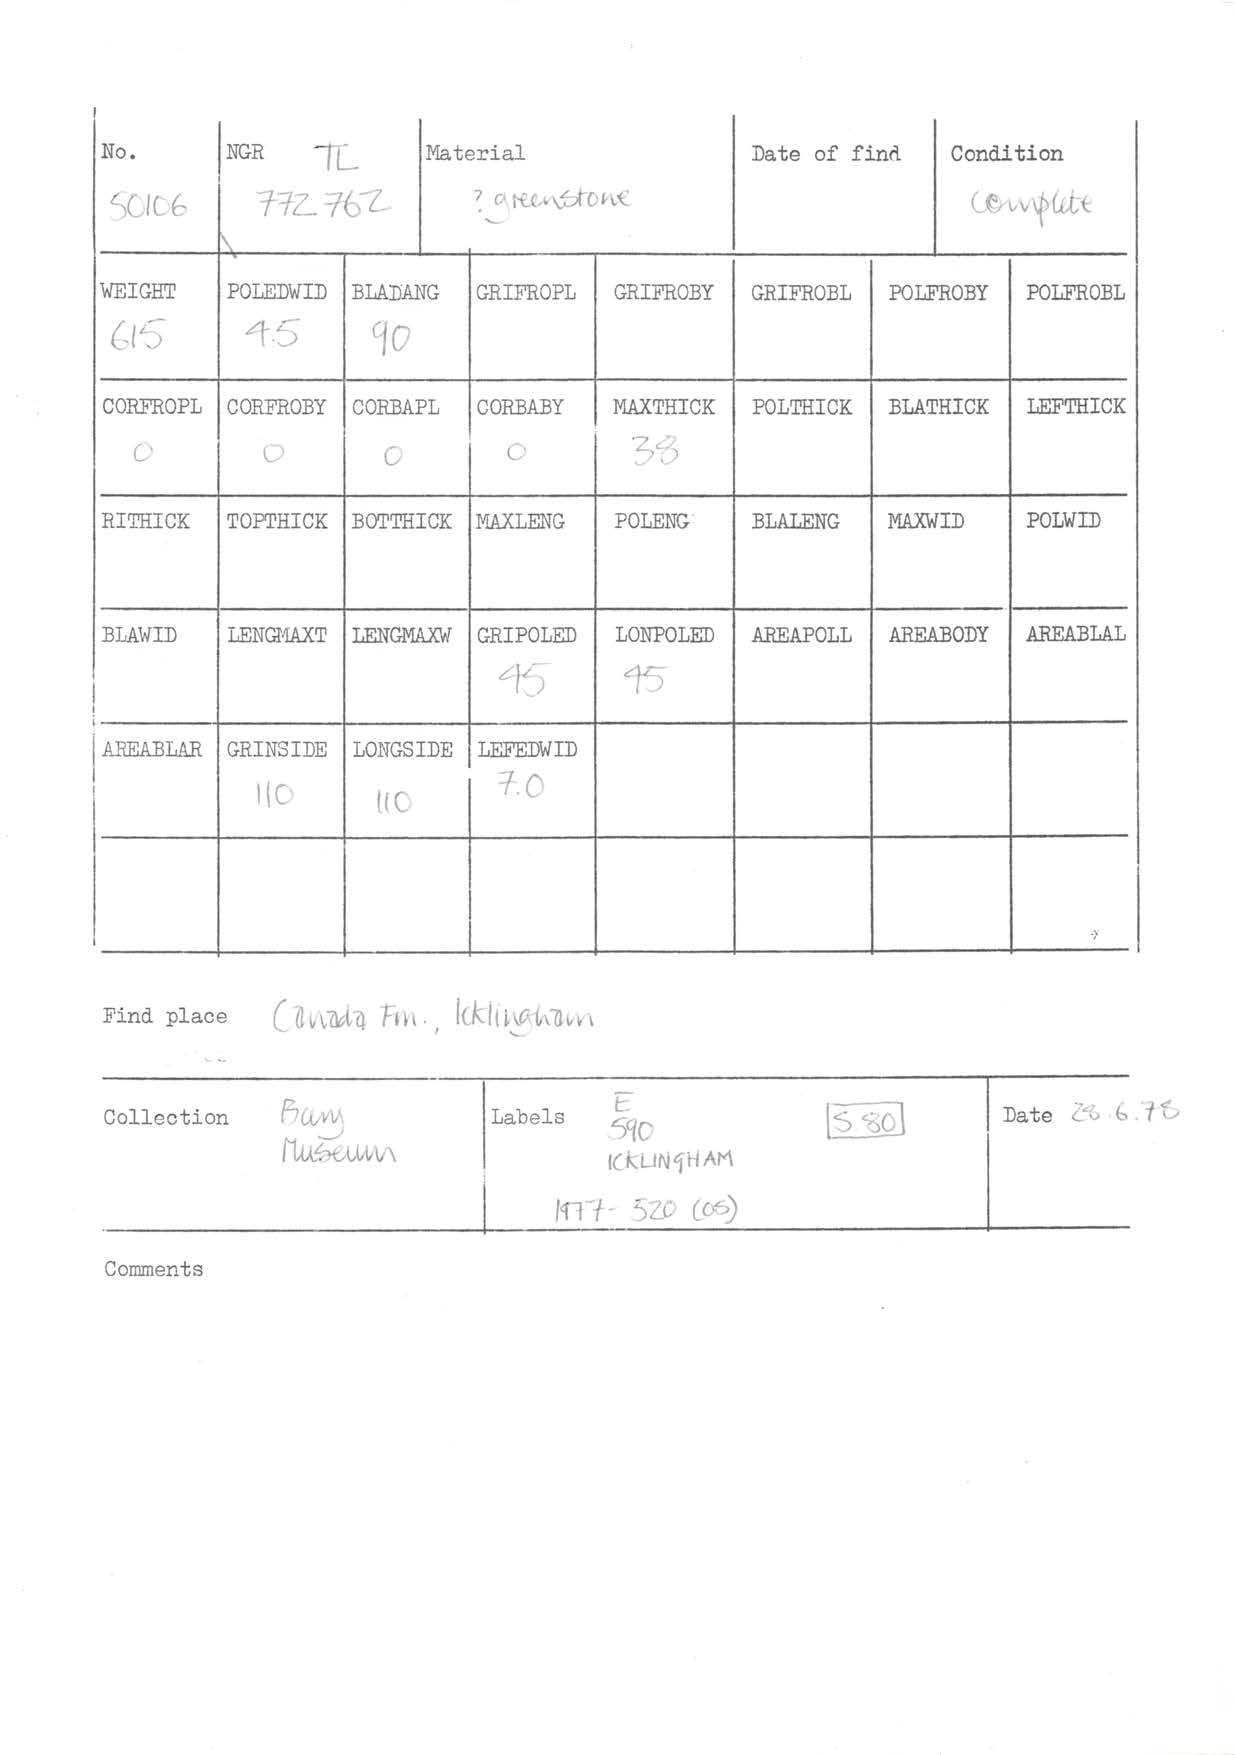 No. NGR TL Material Date of find Condition
50106 772 762 ? greenstone complete
WEIGHT POLEDWID BLADANG GRIFROPL GRIFROBY GRIFROBL POLFROBY POLFROBL
615 4.5 90
CORFROPL CORFROBY CORBAPL CORBABY MAXTHICK POLTHICK BLATHICK LEFTHICK
0 0 0 0 38
RITHICK TOPTHICK BOTTHICK MAXLENG POLENG BLALENG MAXWID POLWID
BLAWID LENGMAXT LENGMAXW GRIPOLED LONPOLED AREAPOLL AREABODY AREABLAL
45 45
AREABLAR GRINSIDE LONGSIDE LEFEDWID
110 110 7.0
Find place Canada Fm., Icklingham
Collection Bury Labels E S 80 Date 28.6.78
Museum 590
ICKLINGHAM
1977- 520 (OS)
Comments